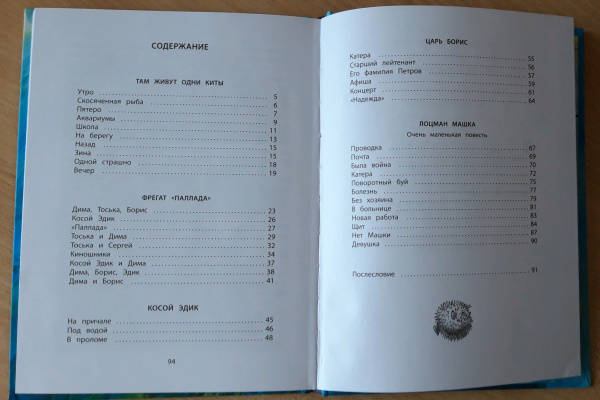 СОДЕРЖАНИЕ
ТАМ ЖИВУТ ОДНИ КИТЫ
Утро 5
Скосяченная рыба 6
Пятеро 7
Аквариумы 9
Школа 11
На берегу 13
Назад 15
Зина 15
Одной страшно 18
Вечер 19
ФРЕГАТ «ПАЛЛАДА»
Дима, Тоська, Борис 23
Косой Эдик 26
«Паллада» 27
Тоська и Дима 29
Тоська и Сергей 32
Киношники 34
Косой Эдик и Дима 37
Дима, Борис, Эдик 38
Дима и Борис 41
КОСОЙ ЭДИК
На причале 45
Под водой 46
В проломе 48
94
ЦАРЬ БОРИС
Катера 55
Старший лейтенант 56
Его фамилия Петров 57
Афиша 59
Концерт 61
«Надежда» 64
ЛОЦМАН МАШКА
Очень маленькая повесть
Проводка 67
Почта 69
Была война 70
Катера 72
Поворотный буй 75
Болезнь 77
Без хозяина 79
В больнице 81
Новая работа 83
Щит 84
Нет Машки 87
Девушка 90
Послесловие 91